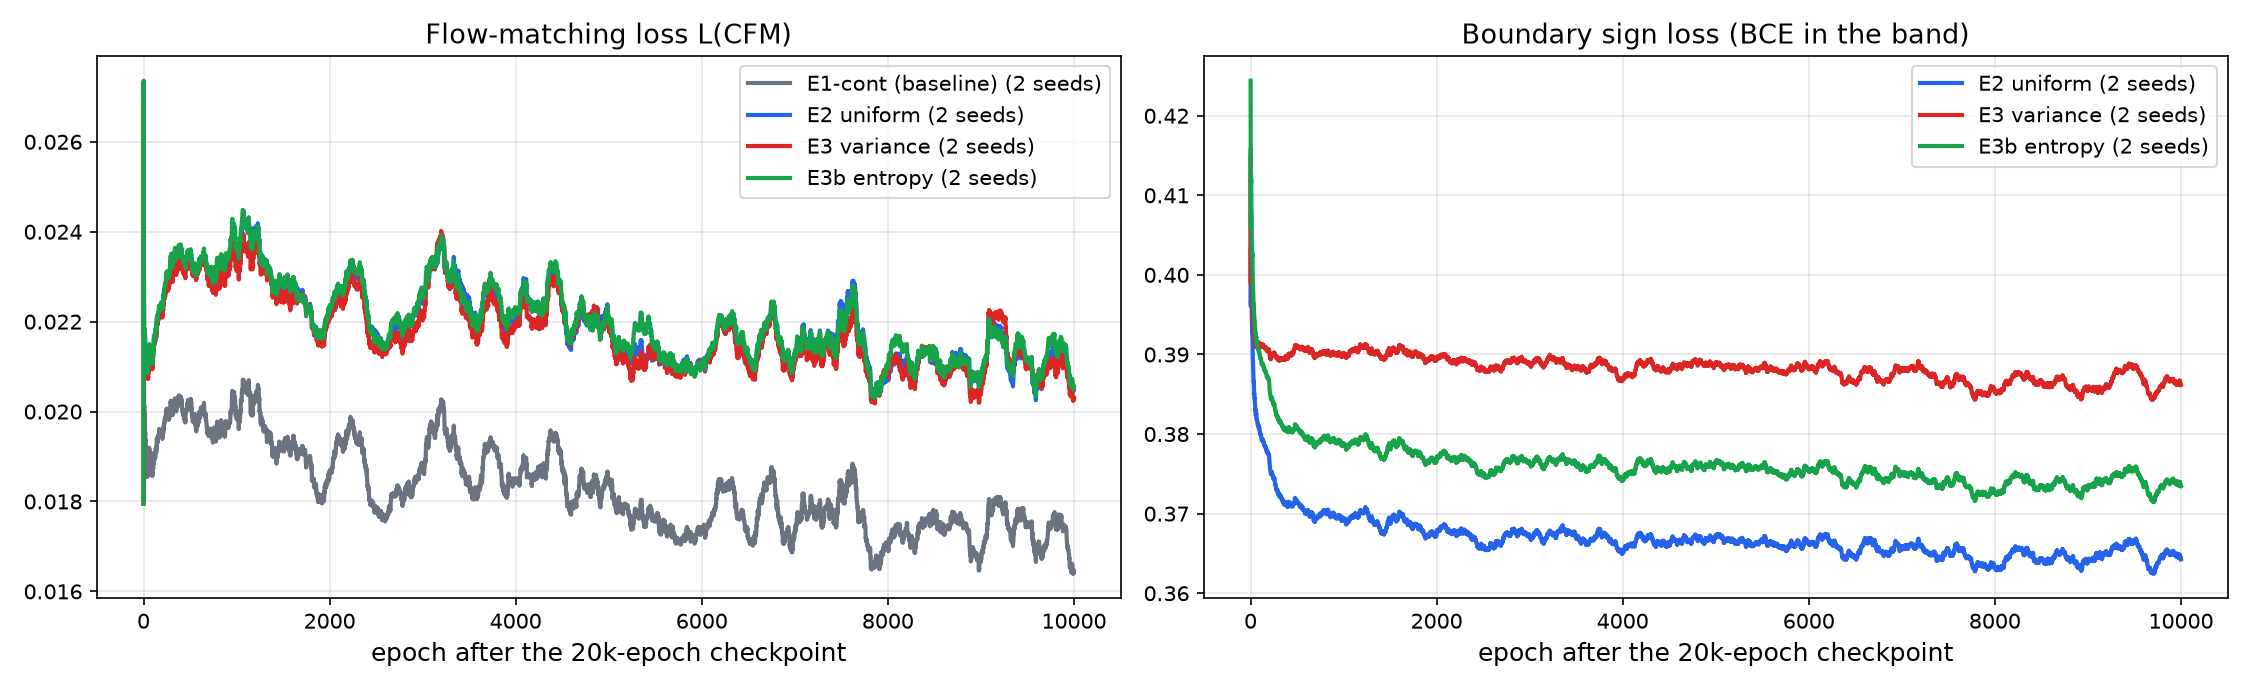 Flow-matching loss L(CFM)
E1-cont (baseline) (2 seeds)
E2 uniform (2 seeds)
E3 variance (2 seeds)
E3b entropy (2 seeds)
0.026
0.024
0.022
0.020
0.018
0.016
0 2000 4000 6000 8000 10000
epoch after the 20k-epoch checkpoint
Boundary sign loss (BCE in the band)
E2 uniform (2 seeds)
E3 variance (2 seeds)
E3b entropy (2 seeds)
0.42
0.41
0.40
0.39
0.38
0.37
0.36
0 2000 4000 6000 8000 10000
epoch after the 20k-epoch checkpoint